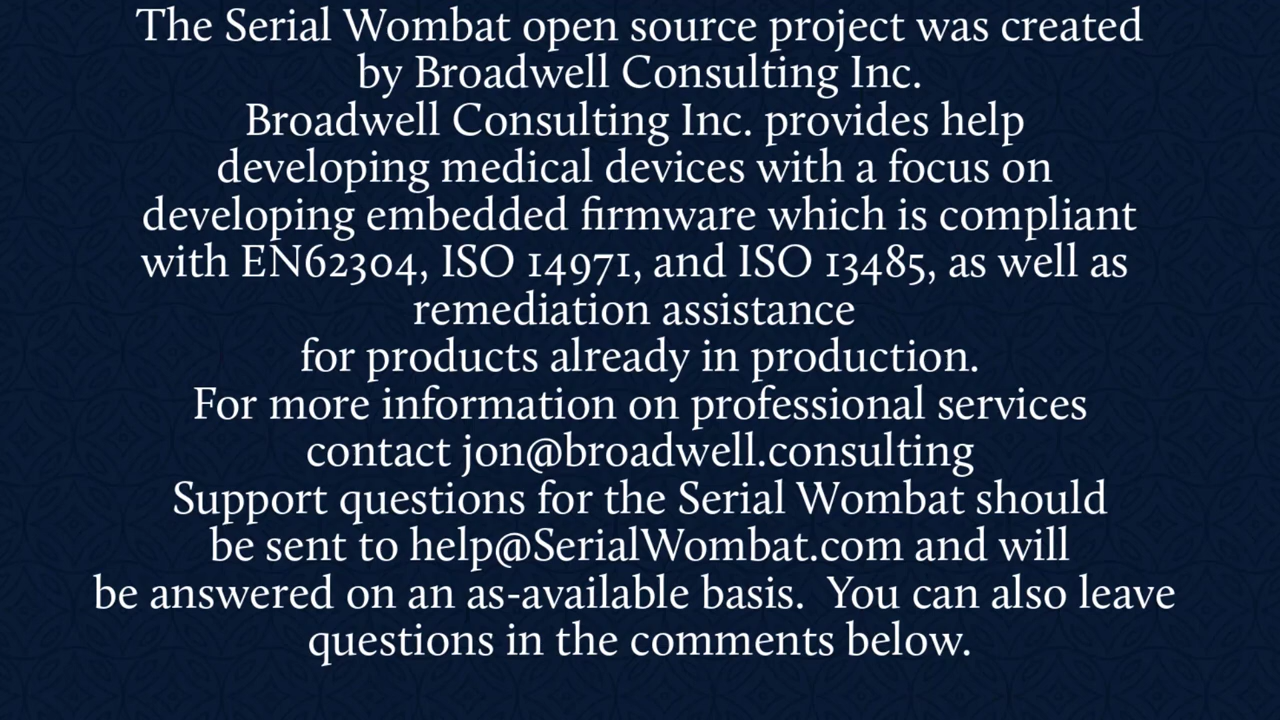 The Serial Wombat open source project was created
by Broadwell Consulting Inc.
Broadwell Consulting Inc. provides help
developing medical devices with a focus on
developing embedded firmware which is compliant
with EN62304, ISO 14971, and ISO 13485, as well as
remediation assistance
for products already in production.
For more information on professional services
contact jon@broadwell.consulting
Support questions for the Serial Wombat should
be sent to help@SerialWombat.com and will
be answered on an as-available basis.  You can also leave
questions in the comments below.